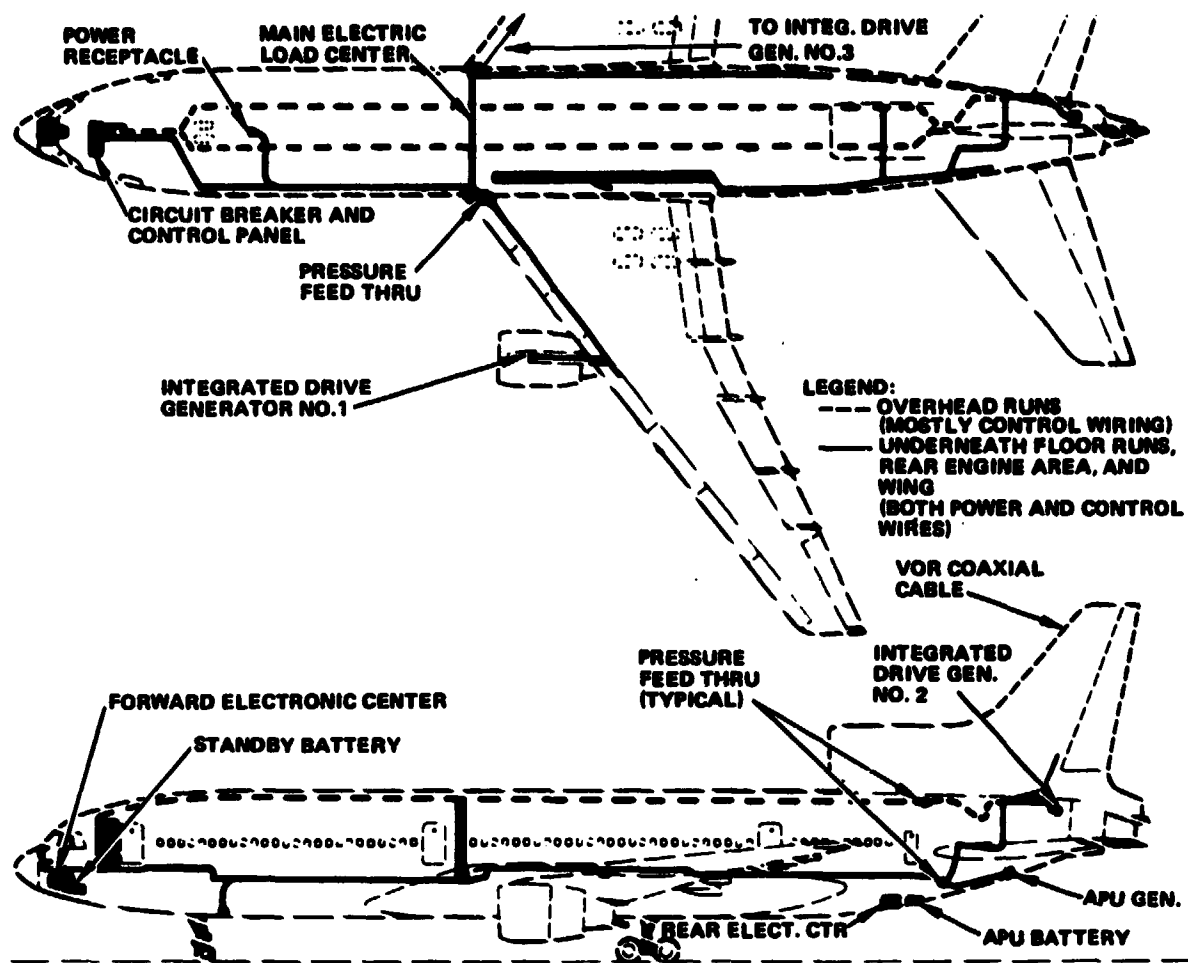 POWER
RECEPTACLE
MAIN ELECTRIC
LOAD CENTER
TO INTEG. DRIVE
GEN. NO.3
CIRCUIT BREAKER AND
CONTROL PANEL
PRESSURE
FEED THRU
INTEGRATED DRIVE
GENERATOR NO.1
LEGEND:
OVERHEAD RUNS
(MOSTLY CONTROL WIRING)
UNDERNEATH FLOOR RUNS,
REAR ENGINE AREA, AND
WING
(BOTH POWER AND CONTROL
WIRES)
VOR COAXIAL
CABLE
PRESSURE
FEED THRU
(TYPICAL)
INTEGRATED
DRIVE GEN.
NO. 2
FORWARD ELECTRONIC CENTER
STANDBY BATTERY
APU GEN.
REAR ELECT. CTR
APU BATTERY